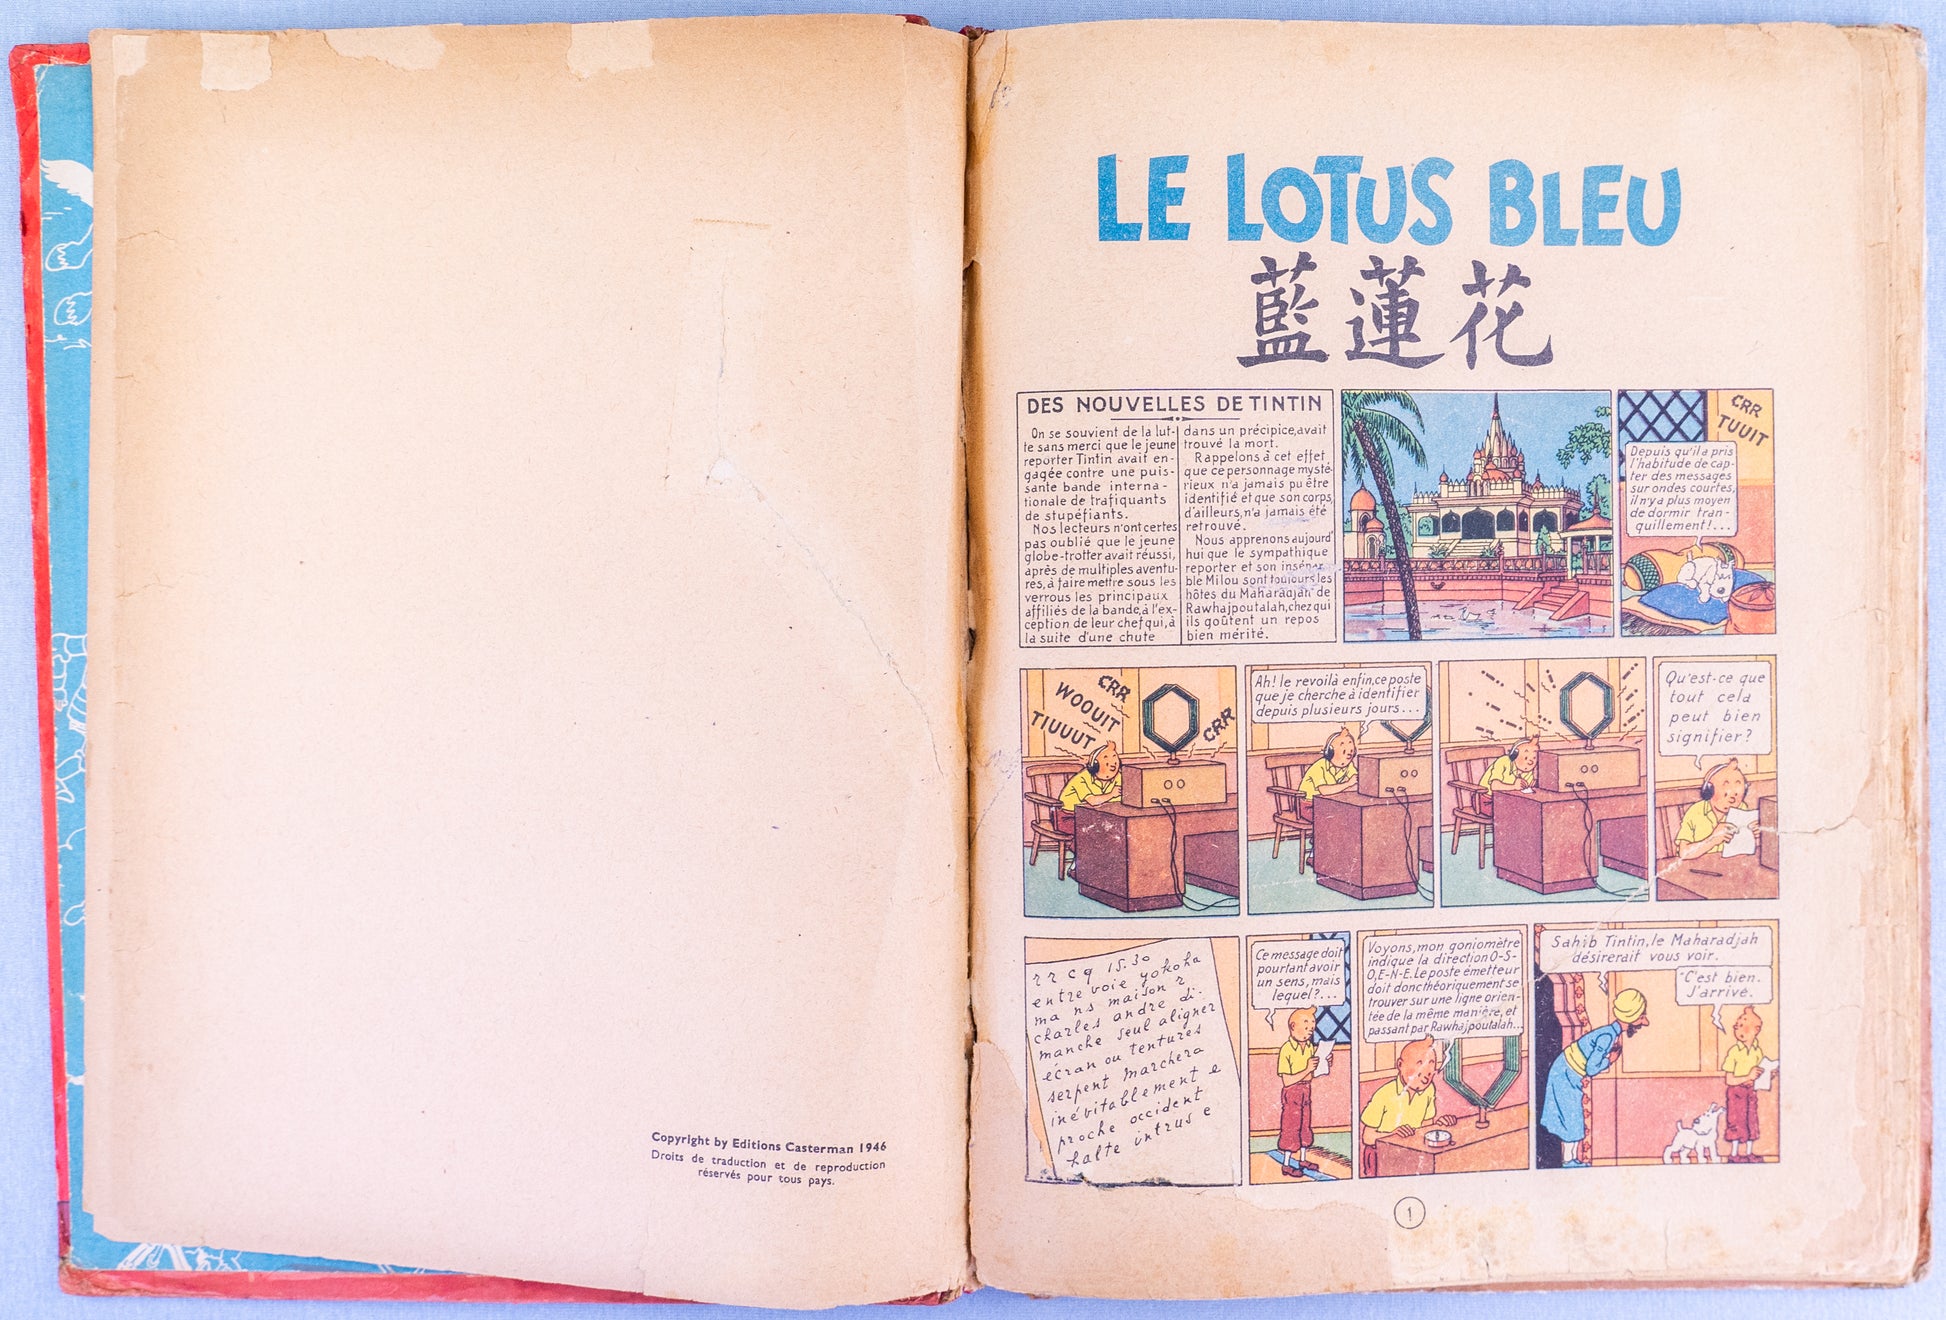 Copyright by Editions Casterman 1946
Droits de traduction et de reproduction
réservés pour tous pays.
LE LOTUS BLEU
藍蓮花
DES NOUVELLES DE TINTIN
On se souvient de la lut-
te sans merci que le jeune
reporter Tintin avait en-
gagée contre une puis-
sante bande interna-
tionale de trafiquants
de stupéfiants.
Nos lecteurs n'ont certes
pas oublié que le jeune
globe-trotter avait réussi,
après de multiples aventu-
res, à faire mettre sous les
verrous les principaux
affiliés de la bande, à l'ex-
ception de leur chef qui, à
la suite d'une chute
dans un précipice, avait
trouvé la mort.
Rappelons à cet effet
que ce personnage mysté-
rieux n'a jamais pu être
identifié et que son corps,
d'ailleurs, n'a jamais été
retrouvé.
Nous apprenons aujourd'
hui que le sympathique
reporter et son insépara-
ble Milou sont toujours les
hôtes du Maharadjah de
Rawhajpoutalah, chez qui
ils goûtent un repos
bien mérité.
CRR
TUUIT
Depuis qu'il a pris
l'habitude de cap-
ter des messages
sur ondes courtes,
il n'y a plus moyen
de dormir tran-
quillement!...
CRR
WOOUIT
TIUUUT
CRR
Ah! le revoilà enfin, ce poste
que je cherche à identifier
depuis plusieurs jours...
Qu'est-ce que
tout cela
peut bien
signifier?
rr cq 15.30
entre voie yokoha
ma ns maison r
charles andre di-
manche seul aligner
écran ou tentures
serpent marchera
inévitablement e
proche occident
halte intrus e
Ce message doit
pourtant avoir
un sens, mais
lequel?...
Voyons, mon goniomètre
indique la direction O-S-
O, E-N-E. Le poste émetteur
doit donc théoriquement se
trouver sur une ligne orien-
tée de la même manière, et
passant par Rawhajpoutalah...
Sahib Tintin, le Maharadjah
désirerait vous voir.
C'est bien.
J'arrive.
1